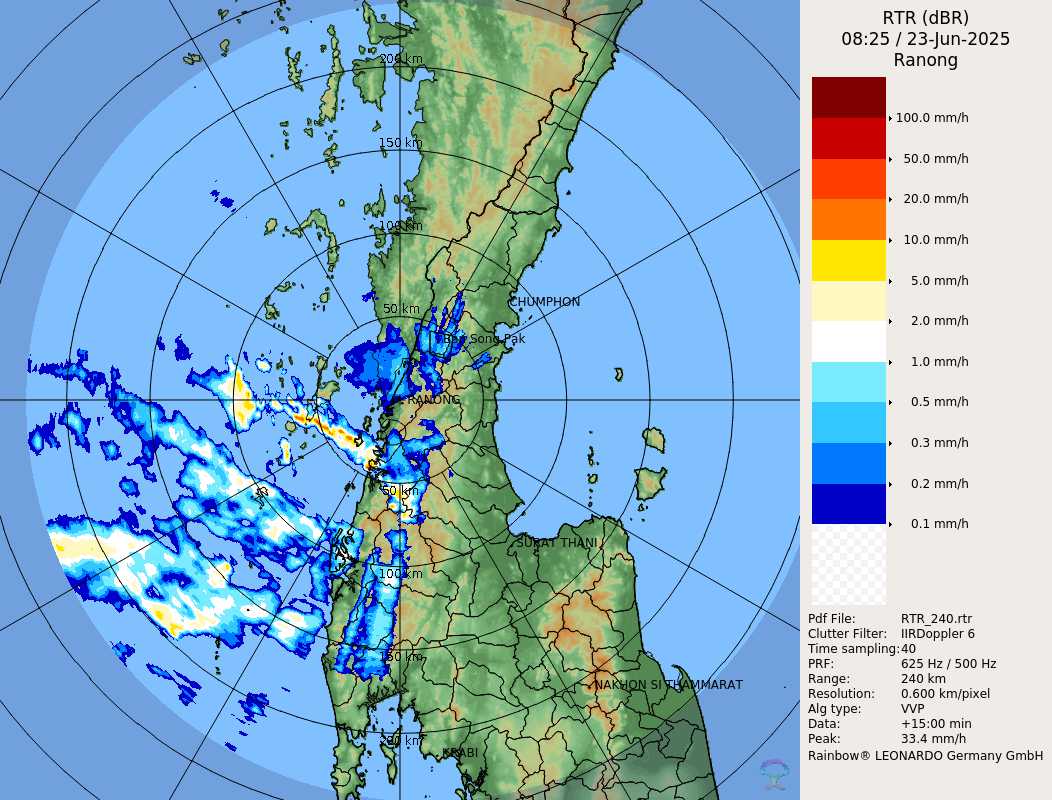 RTR (dBR)
08:25 / 23-Jun-2025
Ranong
200 km
150 km
100 km
50 km
CHUMPHON
Ban Song Pak
RANONG
50 km
SURAT THANI
100 km
150 km
NAKHON SI THAMMARAT
200 km
KRABI
100.0 mm/h
50.0 mm/h
20.0 mm/h
10.0 mm/h
5.0 mm/h
2.0 mm/h
1.0 mm/h
0.5 mm/h
0.3 mm/h
0.2 mm/h
0.1 mm/h
Pdf File: RTR_240.rtr
Clutter Filter: IIRDoppler 6
Time sampling:40
PRF: 625 Hz / 500 Hz
Range: 240 km
Resolution: 0.600 km/pixel
Alg type: VVP
Data: +15:00 min
Peak: 33.4 mm/h
Rainbow® LEONARDO Germany GmbH